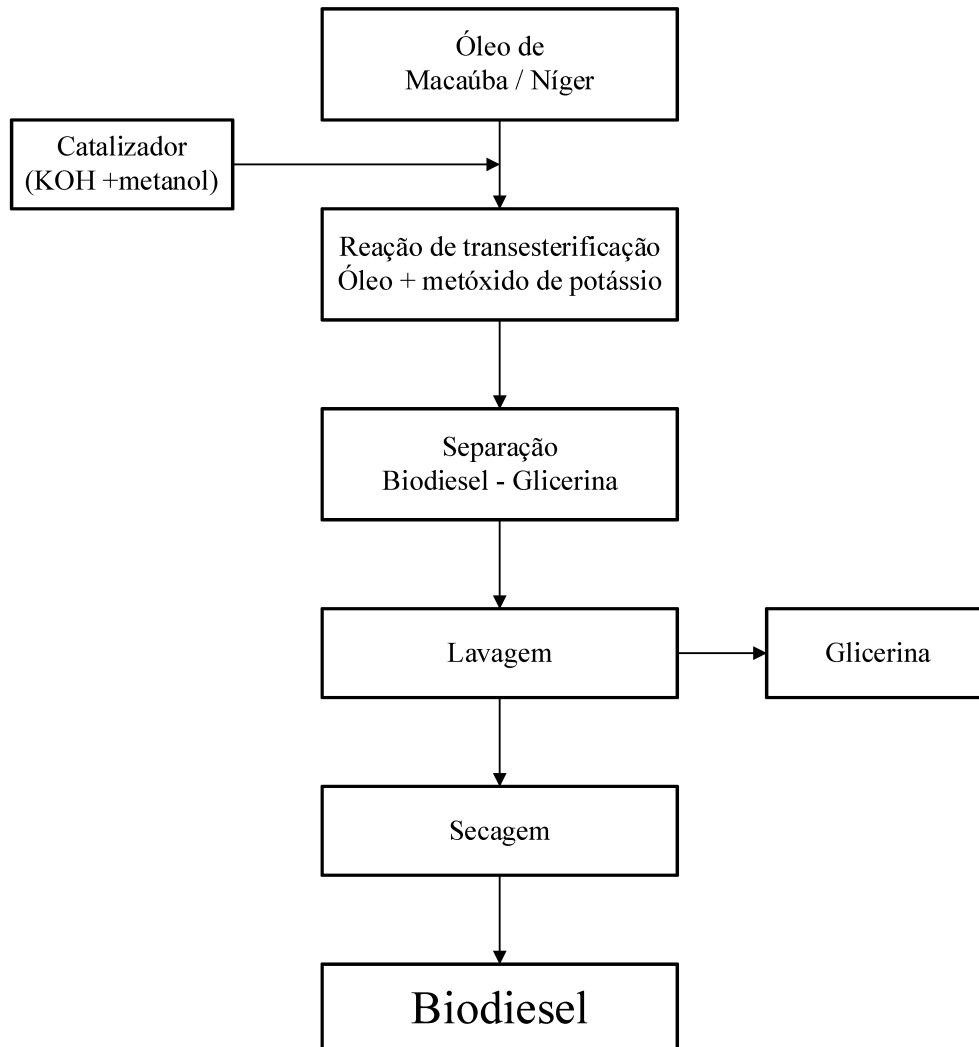 Óleo de
Macaúba / Níger
Catalizador
(KOH +metanol)
Reação de transesterificação
Óleo + metóxido de potássio
Separação
Biodiesel - Glicerina
Lavagem
Glicerina
Secagem
Biodiesel